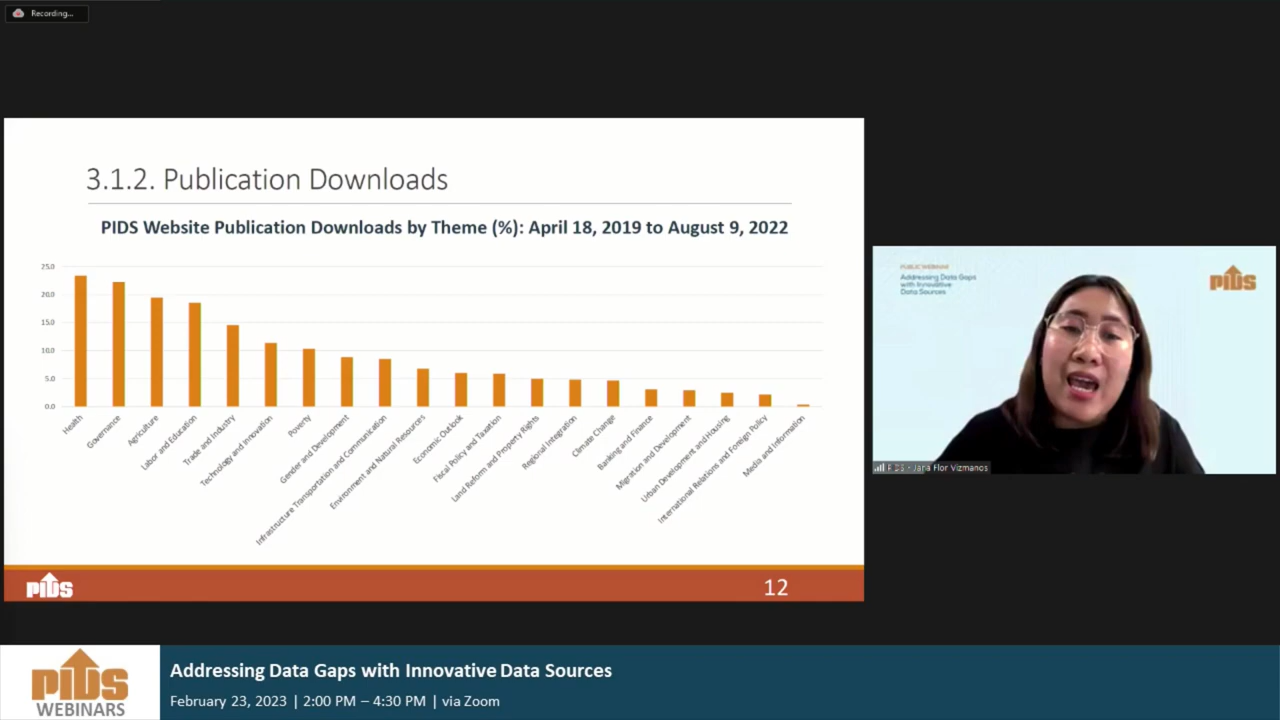 Recording...
3.1.2. Publication Downloads
PIDS Website Publication Downloads by Theme (%): April 18, 2019 to August 9, 2022
25.0
20.0
15.0
10.0
5.0
0.0
Health
Governance
Agriculture
Labor and Education
Trade and Industry
Technology and Innovation
Poverty
Gender and Development
Infrastructure Transportation and Communication
Environment and Natural Resources
Economic Outlook
Fiscal Policy and Taxation
Land Reform and Property Rights
Regional Integration
Climate Change
Banking and Finance
Migration and Development
Urban Development and Housing
International Relations and Foreign Policy
Media and Information
PIDS
12
PUBLIC WEBINAR
Addressing Data Gaps
with Innovative
Data Sources
PIDS
PIDS - Jana Flor Vizmanos
PIDS
WEBINARS
Addressing Data Gaps with Innovative Data Sources
February 23, 2023 | 2:00 PM – 4:30 PM | via Zoom